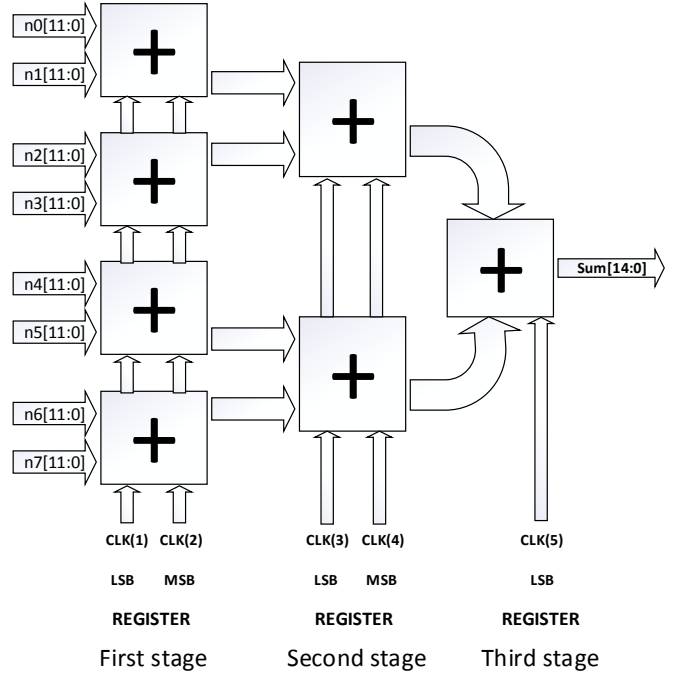 n0[11:0]
n1[11:0]
n2[11:0]
n3[11:0]
n4[11:0]
n5[11:0]
n6[11:0]
n7[11:0]
Sum[14:0]
CLK(1) CLK(2) CLK(3) CLK(4) CLK(5)
LSB MSB LSB MSB LSB
REGISTER REGISTER REGISTER
First stage Second stage Third stage